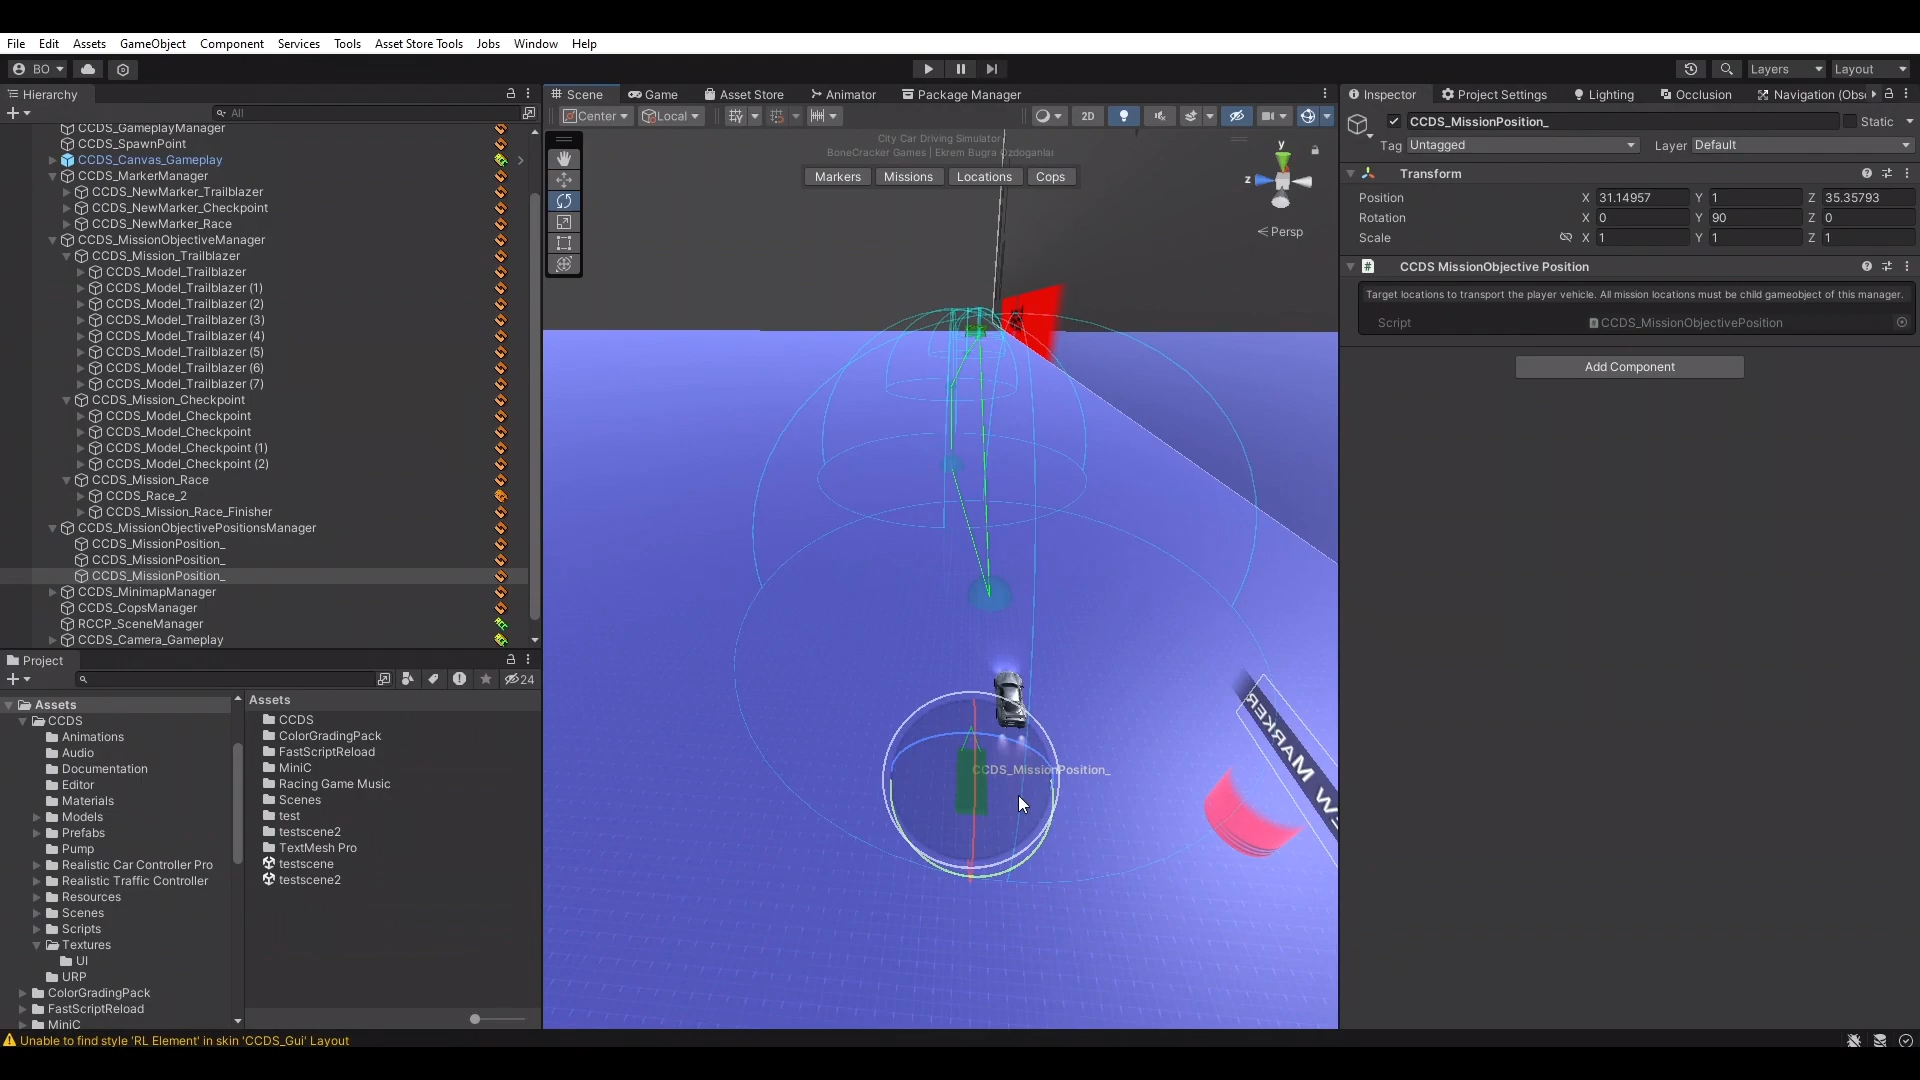 File Edit Assets GameObject Component Services Tools Asset Store Tools Jobs Window Help
BO
Layers Layout
Hierarchy
All
CCDS_GameplayManager
CCDS_SpawnPoint
CCDS_Canvas_Gameplay
CCDS_MarkerManager
CCDS_NewMarker_Trailblazer
CCDS_NewMarker_Checkpoint
CCDS_NewMarker_Race
CCDS_MissionObjectiveManager
CCDS_Mission_Trailblazer
CCDS_Model_Trailblazer
CCDS_Model_Trailblazer (1)
CCDS_Model_Trailblazer (2)
CCDS_Model_Trailblazer (3)
CCDS_Model_Trailblazer (4)
CCDS_Model_Trailblazer (5)
CCDS_Model_Trailblazer (6)
CCDS_Model_Trailblazer (7)
CCDS_Mission_Checkpoint
CCDS_Model_Checkpoint
CCDS_Model_Checkpoint
CCDS_Model_Checkpoint (1)
CCDS_Model_Checkpoint (2)
CCDS_Mission_Race
CCDS_Race_2
CCDS_Mission_Race_Finisher
CCDS_MissionObjectivePositionsManager
CCDS_MissionPosition_
CCDS_MissionPosition_
CCDS_MissionPosition_
CCDS_MinimapManager
CCDS_CopsManager
RCCP_SceneManager
CCDS_Camera_Gameplay
Project
24
Assets
CCDS
Animations
Audio
Documentation
Editor
Materials
Models
Prefabs
Pump
Realistic Car Controller Pro
Realistic Traffic Controller
Resources
Scenes
Scripts
Textures
UI
URP
ColorGradingPack
FastScriptReload
MiniC
Assets
CCDS
ColorGradingPack
FastScriptReload
MiniC
Racing Game Music
Scenes
test
testscene2
TextMesh Pro
testscene
testscene2
Scene Game Asset Store Animator Package Manager
Center Local 2D
City Car Driving Simulator
BoneCracker Games | Ekrem Bugra Ozdoganlar
Markers Missions Locations Cops
y
z
Persp
CCDS_MissionPosition_
MARKER
Inspector Project Settings Lighting Occlusion Navigation (Obs
CCDS_MissionPosition_ Static
Tag Untagged Layer Default
Transform
Position X 31.14957 Y 1 Z 35.35793
Rotation X 0 Y 90 Z 0
Scale X 1 Y 1 Z 1
CCDS MissionObjective Position
Target locations to transport the player vehicle. All mission locations must be child gameobject of this manager.
Script CCDS_MissionObjectivePosition
Add Component
Unable to find style 'RL Element' in skin 'CCDS_Gui' Layout